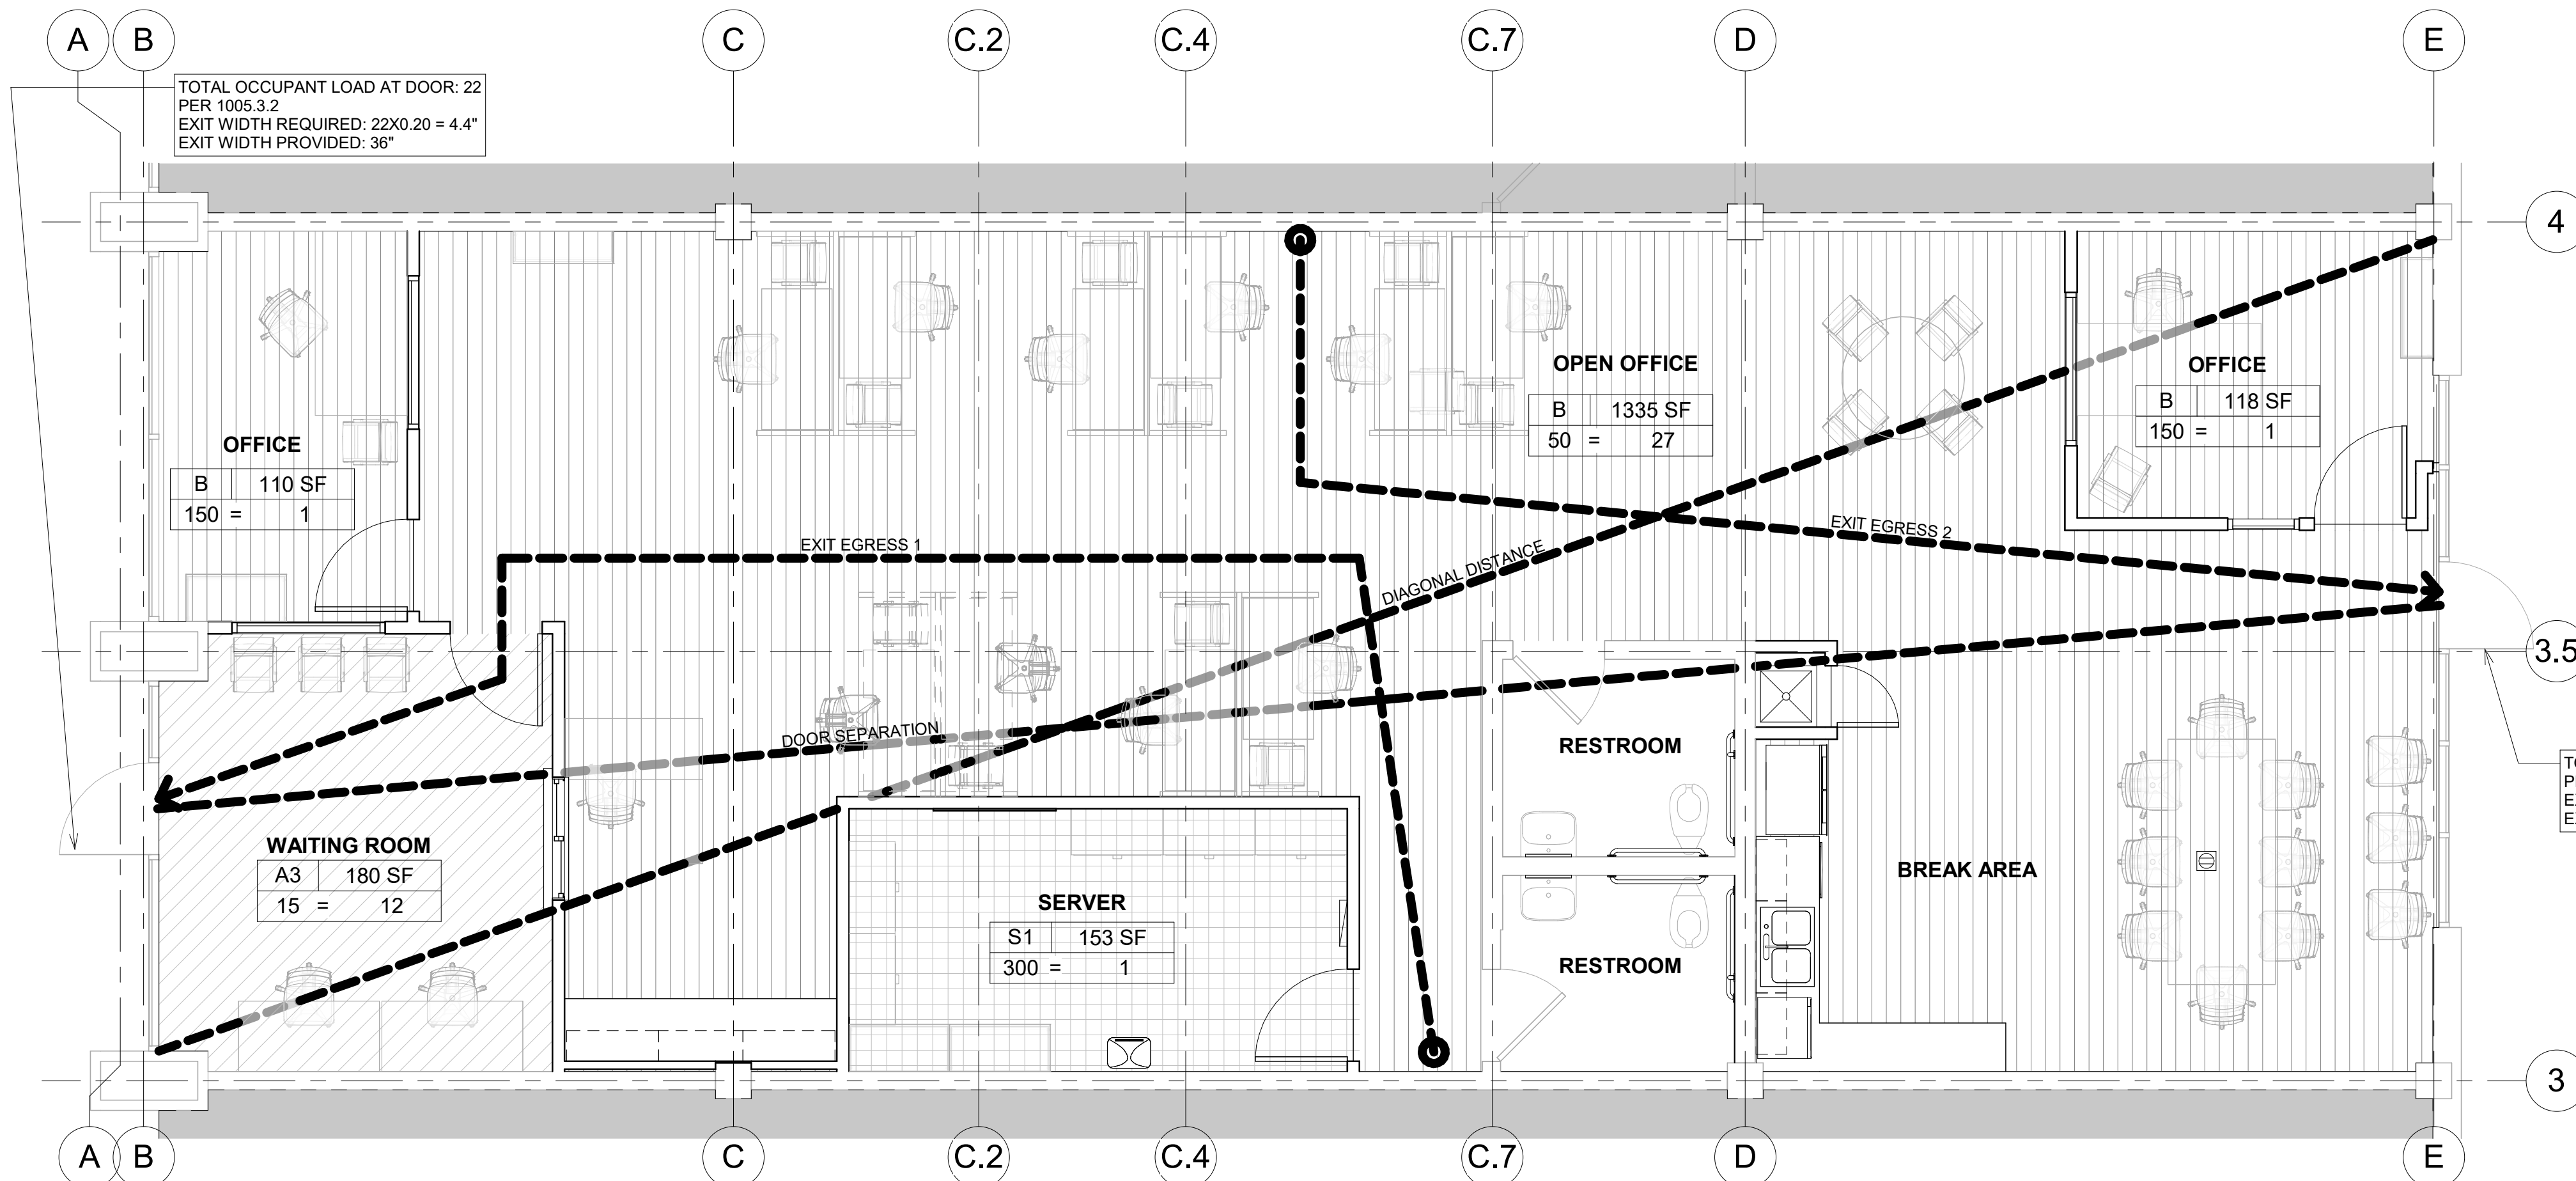 A B C C.2 C.4 C.7 D E
TOTAL OCCUPANT LOAD AT DOOR: 22
PER 1005.3.2
EXIT WIDTH REQUIRED: 22X0.20 = 4.4"
EXIT WIDTH PROVIDED: 36"
4
OPEN OFFICE
B 1335 SF
50 = 27
OFFICE
B 118 SF
150 = 1
OFFICE
B 110 SF
150 = 1
EXIT EGRESS 2
EXIT EGRESS 1
DIAGONAL DISTANCE
3.5
DOOR SEPARATION
RESTROOM
WAITING ROOM
A3 180 SF
15 = 12
BREAK AREA
SERVER
S1 153 SF
300 = 1
RESTROOM
3
A B C C.2 C.4 C.7 D E